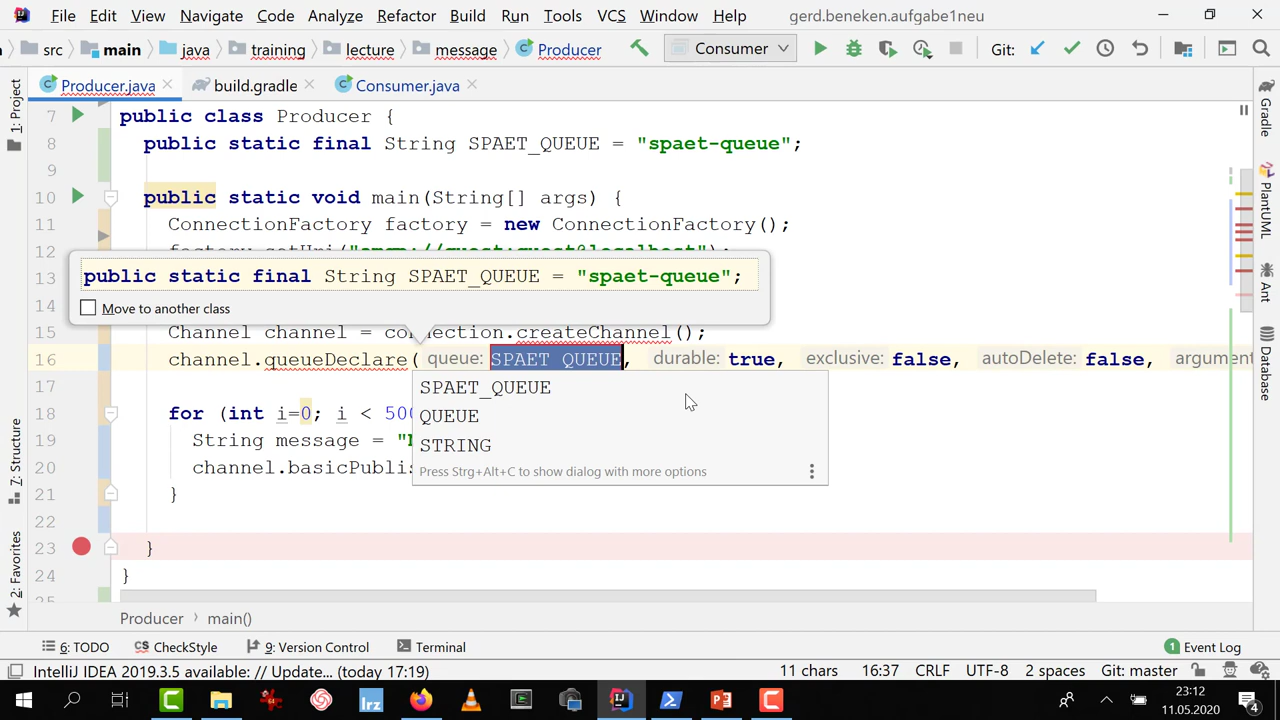 File Edit View Navigate Code Analyze Refactor Build Run Tools VCS Window Help gerd.beneken.aufgabe1neu
src main java training lecture message Producer Consumer Git:
Producer.java build.gradle Consumer.java
1: Project
7: Structure
2: Favorites
Gradle
PlantUML
Ant
Database
7 public class Producer {
8 public static final String SPAET_QUEUE = "spaet-queue";
9
10 public static void main(String[] args) {
11 ConnectionFactory factory = new ConnectionFactory();
12
13 public static final String SPAET_QUEUE = "spaet-queue";
14 Move to another class
15 Channel channel = connection.createChannel();
16 channel.queueDeclare( queue: SPAET_QUEUE, durable: true, exclusive: false, autoDelete: false, argument
17 SPAET_QUEUE
18 for (int i=0; i < 500 QUEUE
19 String message = " STRING
20 channel.basicPublis Press Strg+Alt+C to show dialog with more options
21 }
22
23 }
24 }
25
Producer › main()
6: TODO CheckStyle 9: Version Control Terminal 1 Event Log
IntelliJ IDEA 2019.3.5 available: // Update... (today 17:19) 11 chars 16:37 CRLF UTF-8 2 spaces Git: master
lrz 23:12
11.05.2020 4